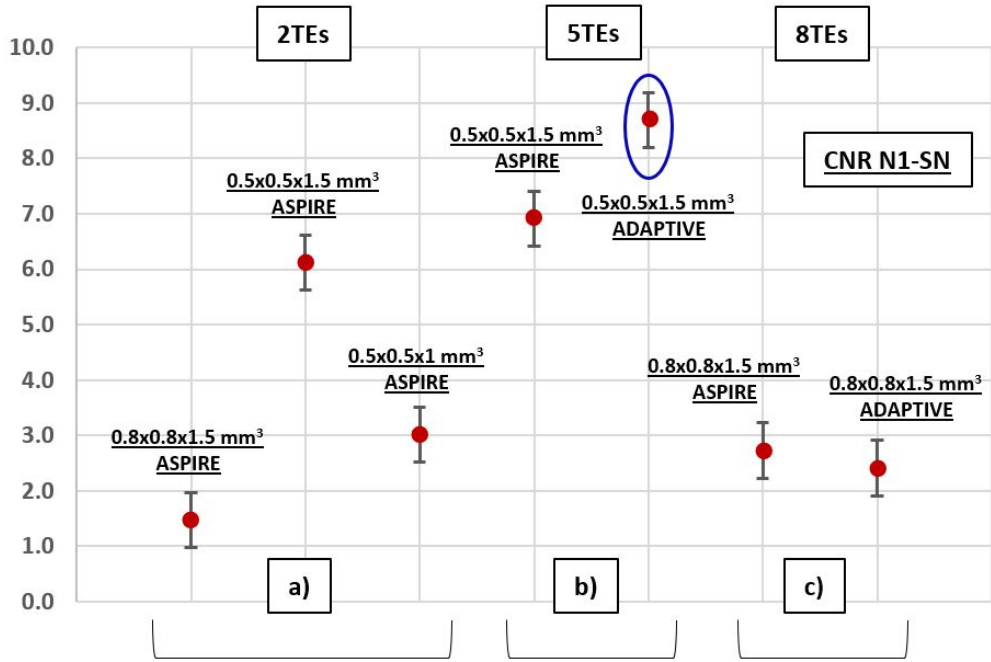 2TEs
5TEs
8TEs
10.0
9.0
8.0
7.0
6.0
5.0
4.0
3.0
2.0
1.0
0.0
CNR N1-SN
0.8x0.8x1.5 mm³
ASPIRE
0.5x0.5x1.5 mm³
ASPIRE
0.5x0.5x1 mm³
ASPIRE
0.5x0.5x1.5 mm³
ASPIRE
0.5x0.5x1.5 mm³
ADAPTIVE
0.8x0.8x1.5 mm³
ASPIRE
0.8x0.8x1.5 mm³
ADAPTIVE
a)
b)
c)